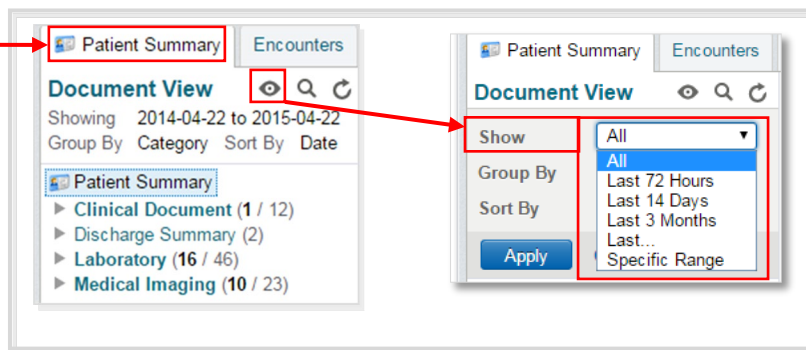 Patient Summary Encounters
Document View
Showing 2014-04-22 to 2015-04-22
Group By Category Sort By Date
Patient Summary
Clinical Document (1 / 12)
Discharge Summary (2)
Laboratory (16 / 46)
Medical Imaging (10 / 23)
Patient Summary Encounters
Document View
Show All
All
Group By Last 72 Hours
Last 14 Days
Sort By Last 3 Months
Last...
Apply Specific Range